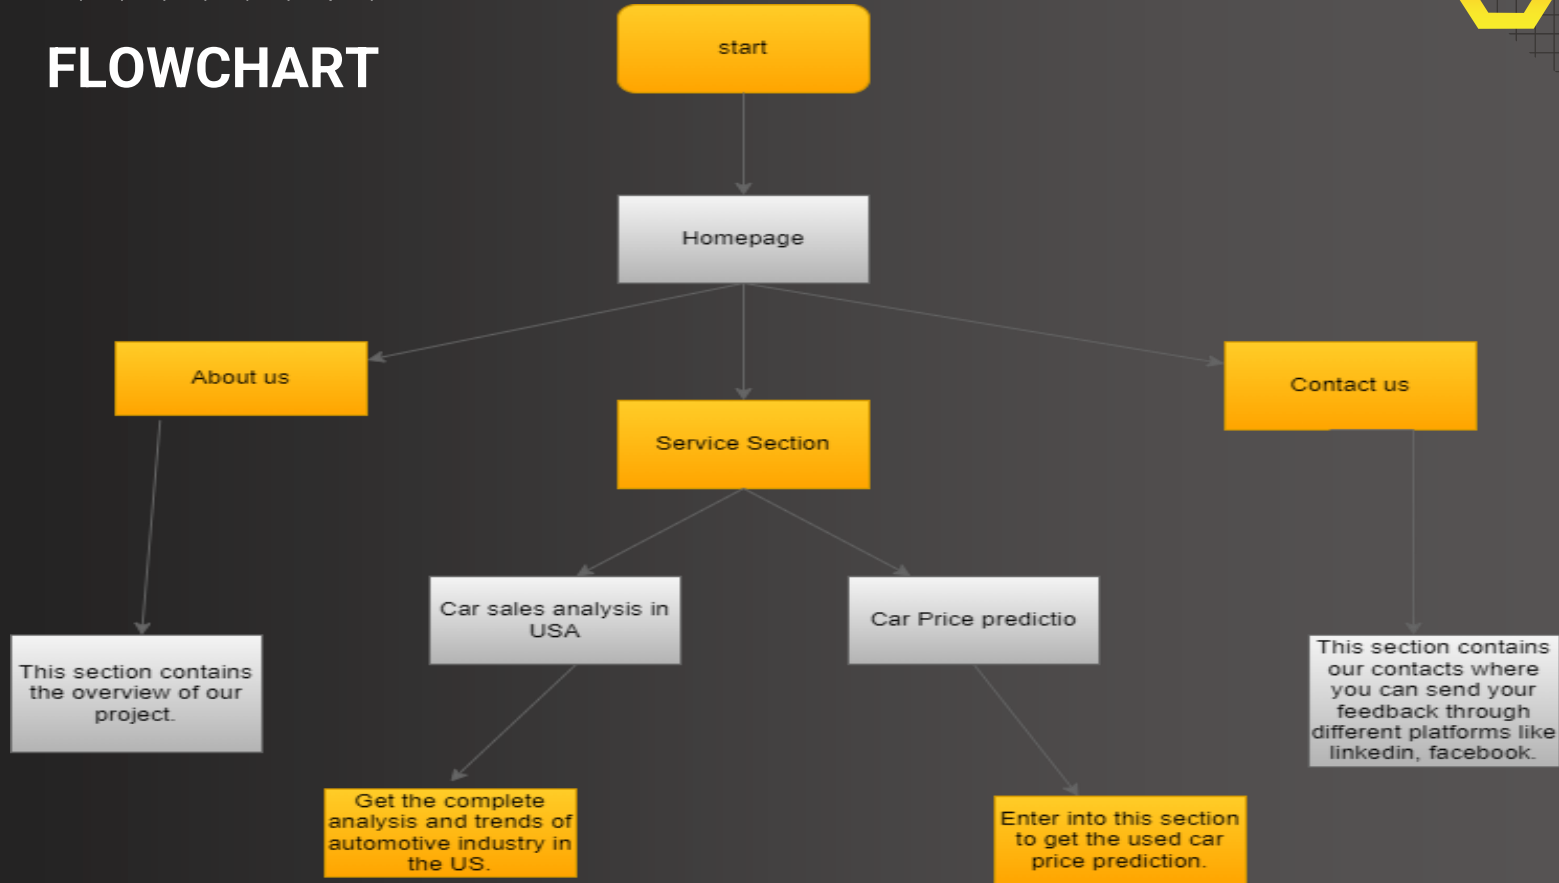 FLOWCHART
start
Homepage
About us
Service Section
Contact us
Car sales analysis in
USA
Car Price predictio
This section contains
the overview of our
project.
This section contains
our contacts where
you can send your
feedback through
different platforms like
linkedin, facebook.
Get the complete
analysis and trends of
automotive industry in
the US.
Enter into this section
to get the used car
price prediction.